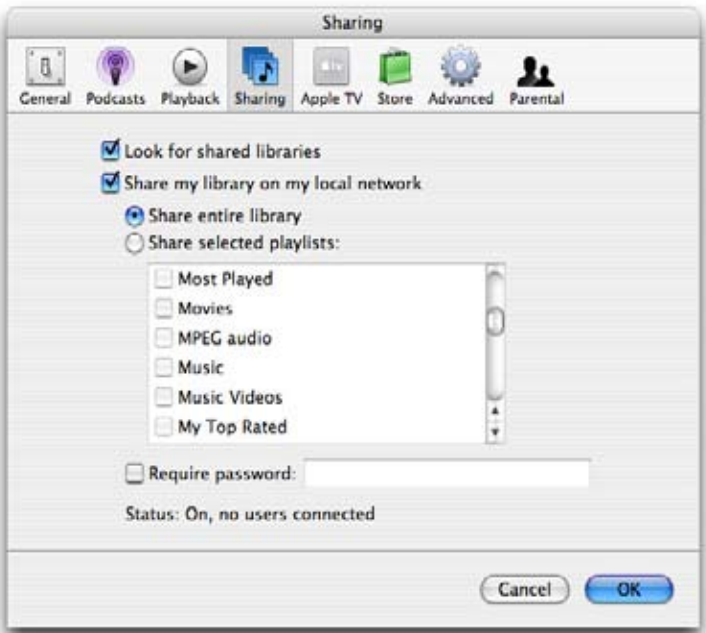 Sharing
General Podcasts Playback Sharing Apple TV Store Advanced Parental
Look for shared libraries
Share my library on my local network
Share entire library
Share selected playlists:
Most Played
Movies
MPEG audio
Music
Music Videos
My Top Rated
Require password:
Status: On, no users connected
Cancel OK